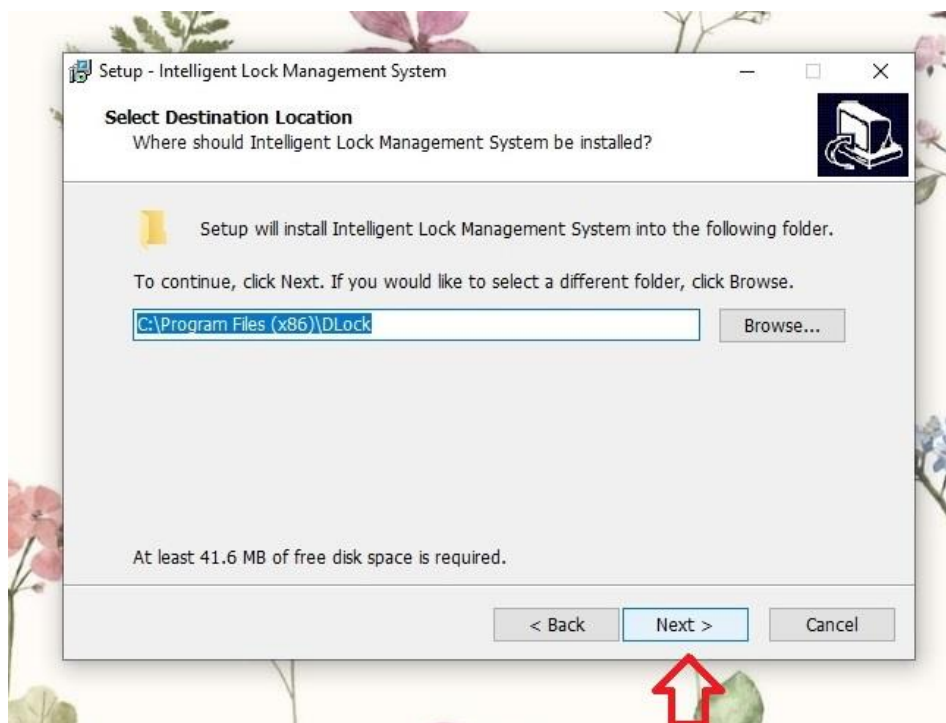 Setup - Intelligent Lock Management System
Select Destination Location
Where should Intelligent Lock Management System be installed?
Setup will install Intelligent Lock Management System into the following folder.
To continue, click Next. If you would like to select a different folder, click Browse.
C:\Program Files (x86)\DLock
Browse...
At least 41.6 MB of free disk space is required.
< Back
Next >
Cancel